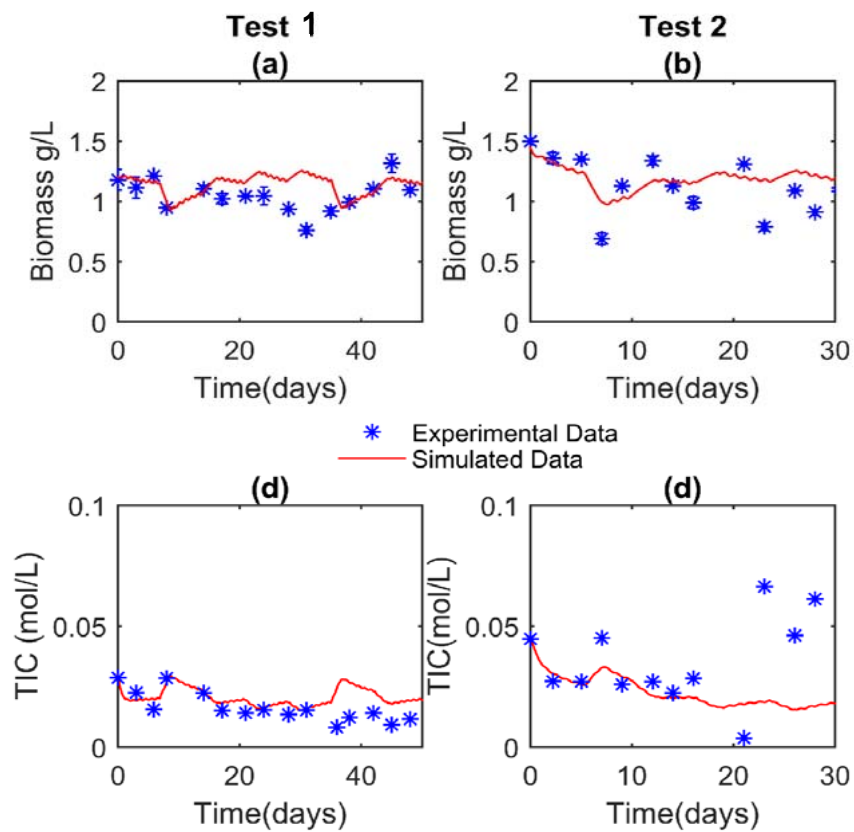 Test 1 Test 2
(a) (b)
2 2
1.5 1.5
1 1
0.5 0.5
0 0
Biomass g/L Biomass g/L
0 20 40 0 10 20 30
Time(days) Time(days)
Experimental Data
Simulated Data
(d) (d)
0.1 0.1
0.05 0.05
0 0
TIC (mol/L) TIC(mol/L)
0 20 40 0 10 20 30
Time(days) Time(days)